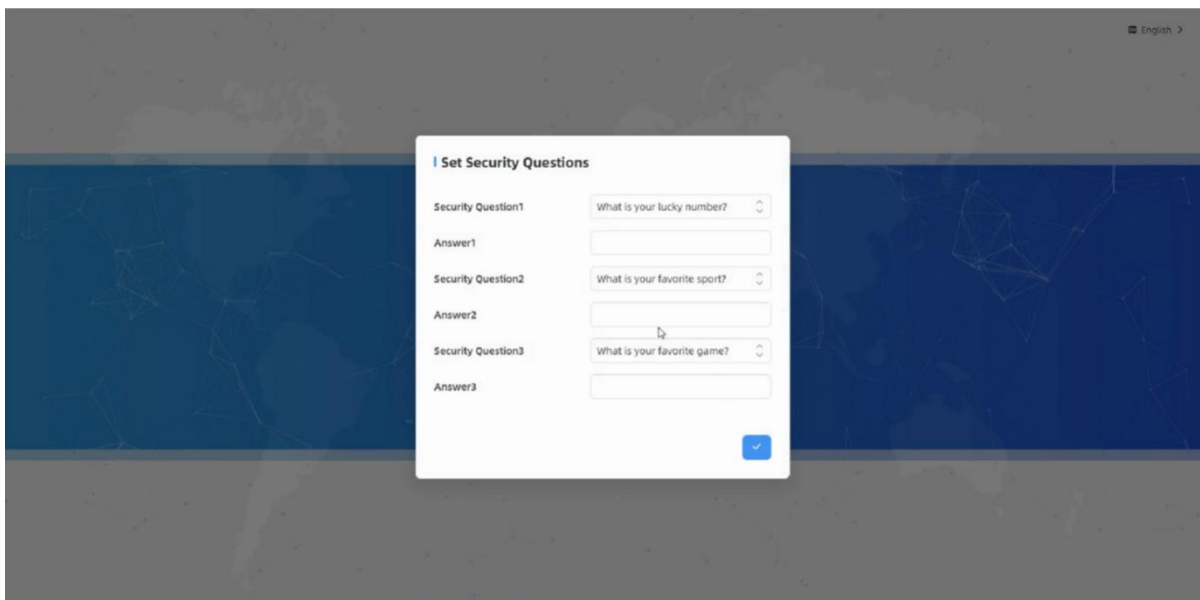 English
Set Security Questions
Security Question1 What is your lucky number?
Answer1
Security Question2 What is your favorite sport?
Answer2
Security Question3 What is your favorite game?
Answer3